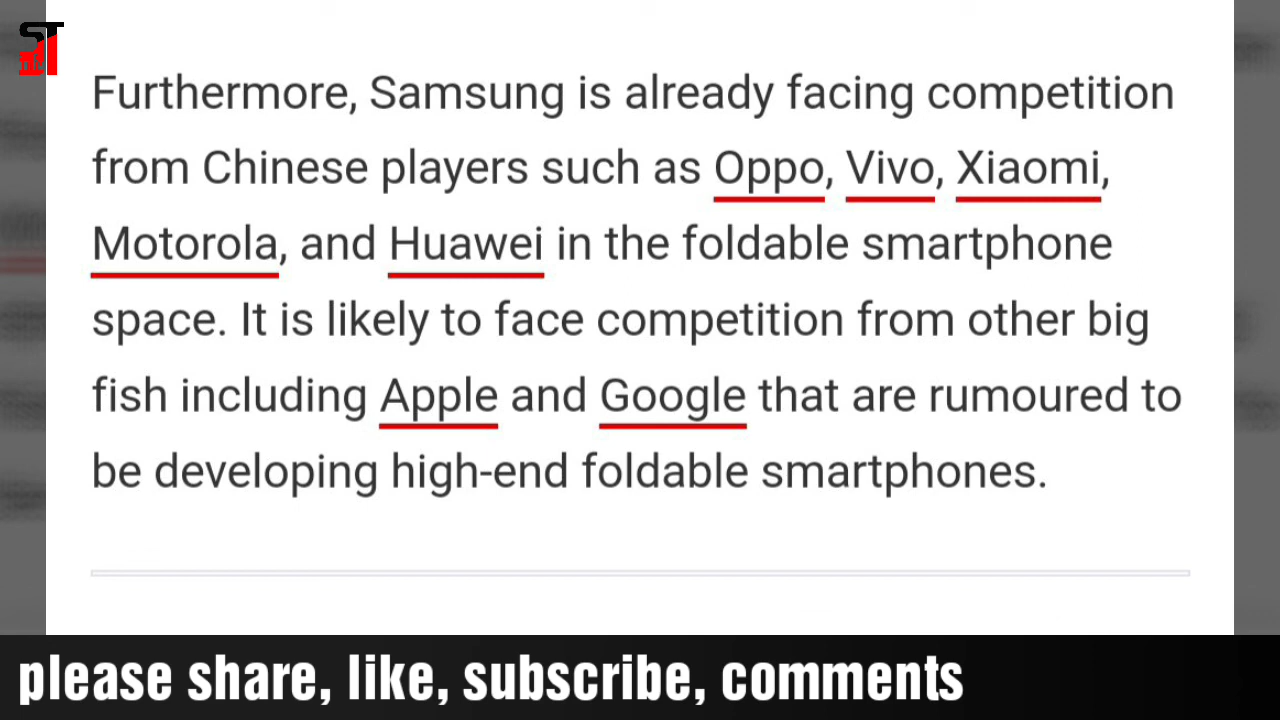 ST
Furthermore, Samsung is already facing competition
from Chinese players such as Oppo, Vivo, Xiaomi,
Motorola, and Huawei in the foldable smartphone
space. It is likely to face competition from other big
fish including Apple and Google that are rumoured to
be developing high-end foldable smartphones.
please share, like, subscribe, comments